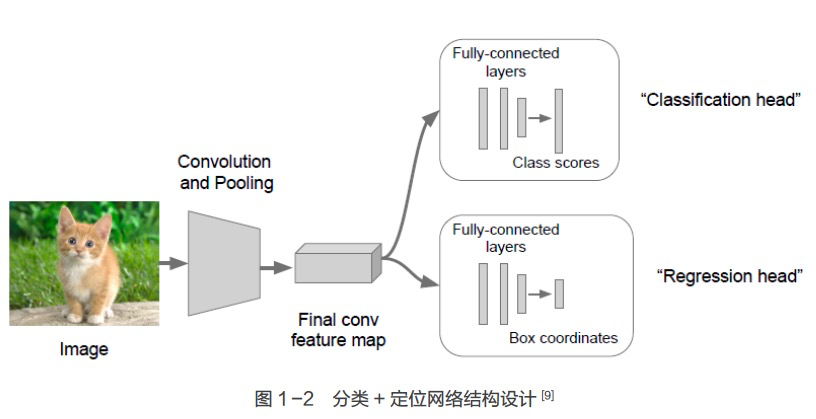 Image
Convolution
and Pooling
Final conv
feature map
Fully-connected
layers
Class scores
“Classification head”
Fully-connected
layers
Box coordinates
“Regression head”
图 1-2 分类 + 定位网络结构设计 [9]